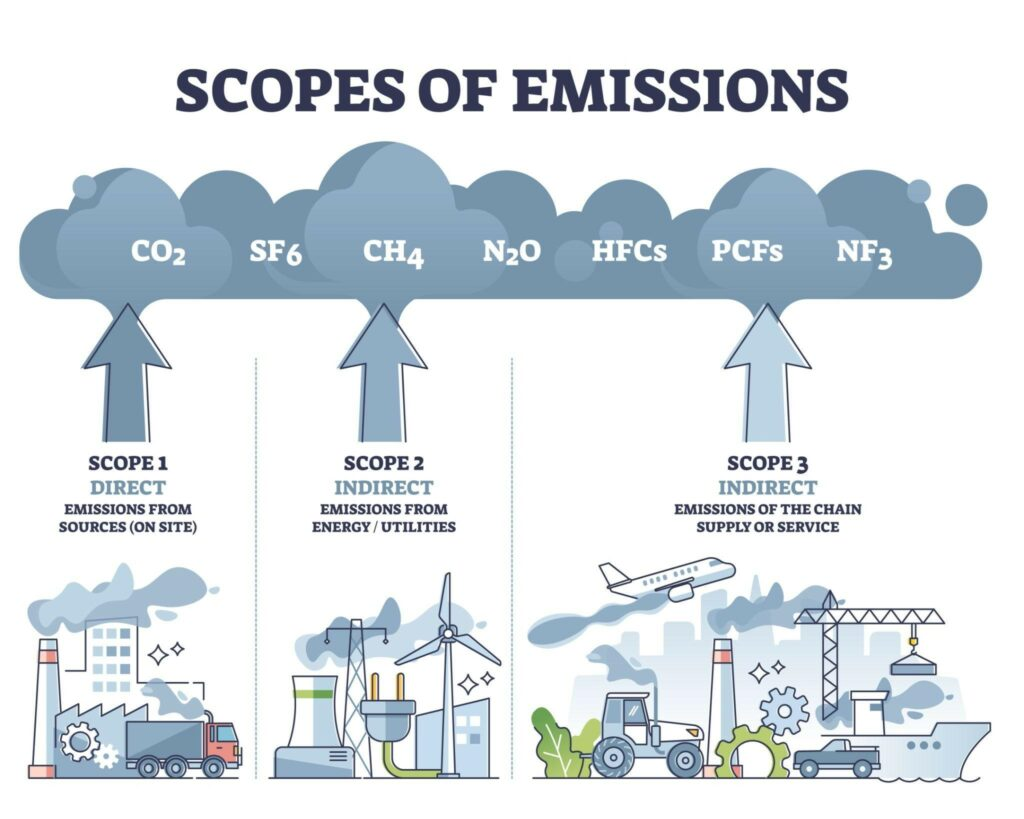 SCOPES OF EMISSIONS
CO2 SF6 CH4 N2O HFCs PCFs NF3
SCOPE 1
DIRECT
EMISSIONS FROM
SOURCES (ON SITE)
SCOPE 2
INDIRECT
EMISSIONS FROM
ENERGY / UTILITIES
SCOPE 3
INDIRECT
EMISSIONS OF THE CHAIN
SUPPLY OR SERVICE